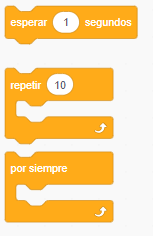 esperar 1 segundos
repetir 10
por siempre